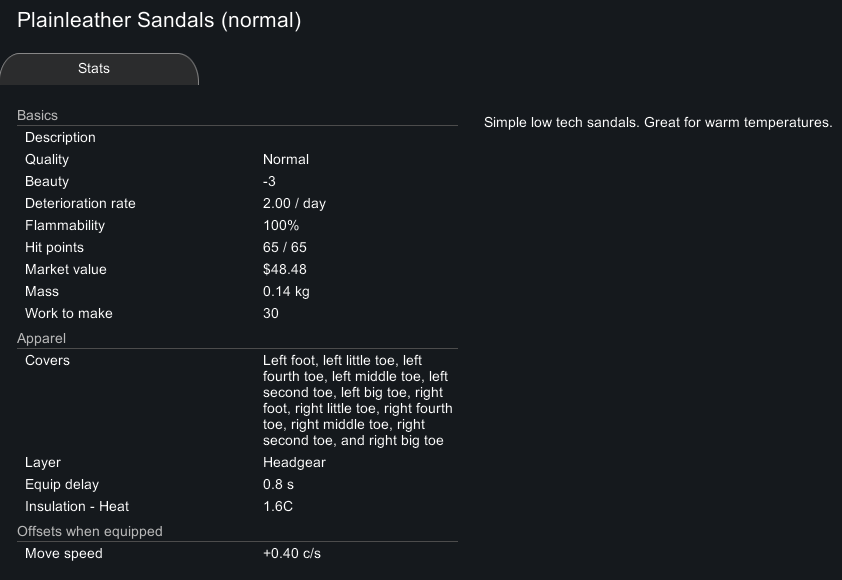 Plainleather Sandals (normal)
Stats
Basics
Simple low tech sandals. Great for warm temperatures.
Description
Quality Normal
Beauty -3
Deterioration rate 2.00 / day
Flammability 100%
Hit points 65 / 65
Market value $48.48
Mass 0.14 kg
Work to make 30
Apparel
Covers Left foot, left little toe, left
fourth toe, left middle toe, left
second toe, left big toe, right
foot, right little toe, right fourth
toe, right middle toe, right
second toe, and right big toe
Layer Headgear
Equip delay 0.8 s
Insulation - Heat 1.6C
Offsets when equipped
Move speed +0.40 c/s